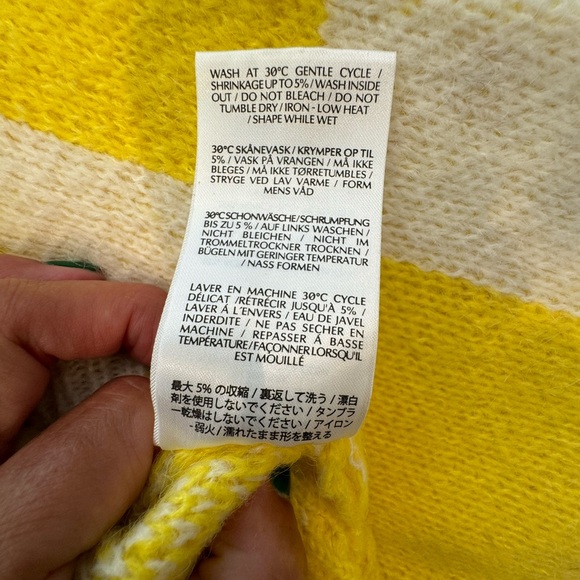 WASH AT 30°C GENTLE CYCLE /
SHRINKAGE UP TO 5% / WASH INSIDE
OUT / DO NOT BLEACH / DO NOT
TUMBLE DRY / IRON - LOW HEAT
/ SHAPE WHILE WET
30°C SKÅNEVASK / KRYMPER OP TIL
5% / VASK PÅ VRANGEN / MÅ IKKE
BLEGES / MÅ IKKE TØRRETUMBLES /
STRYGE VED LAV VARME / FORM
MENS VÅD
30°C SCHONWÄSCHE / SCHRUMPFUNG
BIS ZU 5% / AUF LINKS WASCHEN /
NICHT BLEICHEN / NICHT IM
TROMMELTROCKNER TROCKNEN /
BÜGELN MIT GERINGER TEMPERATUR
/ NASS FORMEN
LAVER EN MACHINE 30°C CYCLE
DÉLICAT /RÉTRÉCIR JUSQU'À 5% /
LAVER Á L'ENVERS / EAU DE JAVEL
INTERDITE / NE PAS SECHER EN
MACHINE / REPASSER Á BASSE
TEMPÉRATURE/ FAÇONNER LORSQU'IL
EST MOUILLÉ
最大 5% の収縮 / 裏返して洗う / 漂白
剤を使用しないでください / タンブラ
ー乾燥はしないでください / アイロン
- 弱火 / 濡れたまま形を整える